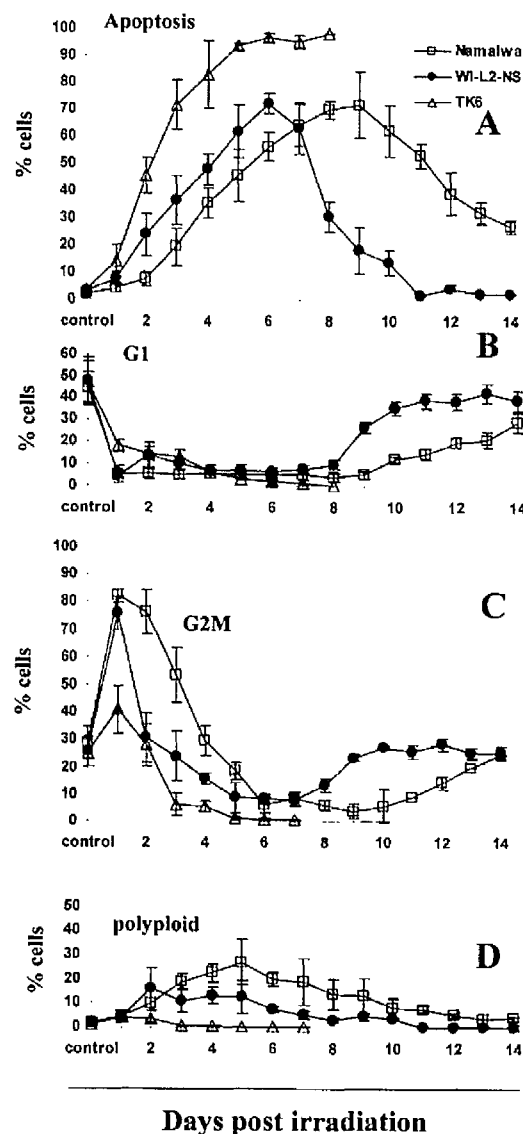 Apoptosis
Namalwa
WI-L2-NS
TK6
A
% cells
100
90
80
70
60
50
40
30
20
10
0
control 2 4 6 8 10 12 14
G1
B
% cells
60
50
40
30
20
10
0
control 2 4 6 8 10 12 14
G2M
C
% cells
100
90
80
70
60
50
40
30
20
10
0
control 2 4 6 8 10 12 14
polyploid
D
% cells
50
40
30
20
10
0
control 2 4 6 8 10 12 14
Days post irradiation